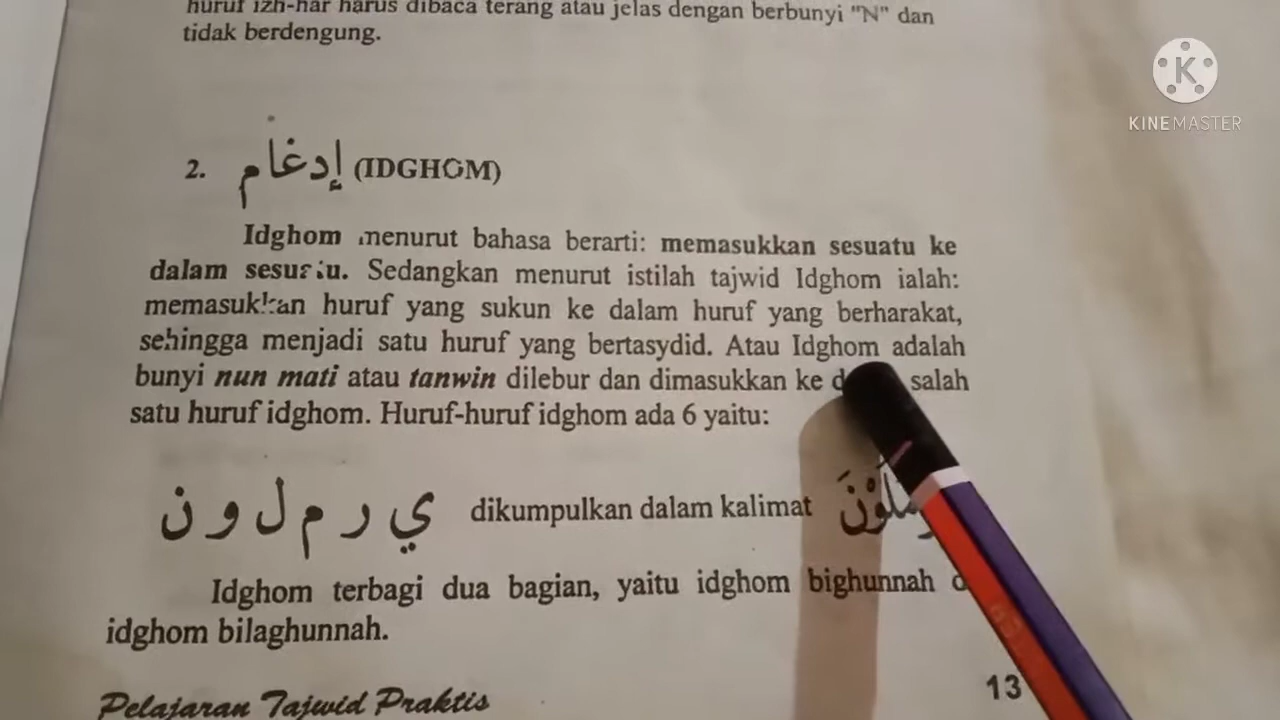 huruf izh-har harus dibaca terang atau jelas dengan berbunyi "N" dan
tidak berdengung.
2. إدغام (IDGHOM)
Idghom menurut bahasa berarti: memasukkan sesuatu ke
dalam sesuatu. Sedangkan menurut istilah tajwid Idghom ialah:
memasukkan huruf yang sukun ke dalam huruf yang berharakat,
sehingga menjadi satu huruf yang bertasydid. Atau Idghom adalah
bunyi nun mati atau tanwin dilebur dan dimasukkan ke salah
satu huruf idghom. Huruf-huruf idghom ada 6 yaitu:
ي ر م ل و ن dikumpulkan dalam kalimat
Idghom terbagi dua bagian, yaitu idghom bighunnah
idghom bilaghunnah.
Pelajaran Tajwid Praktis
13
KINEMASTER